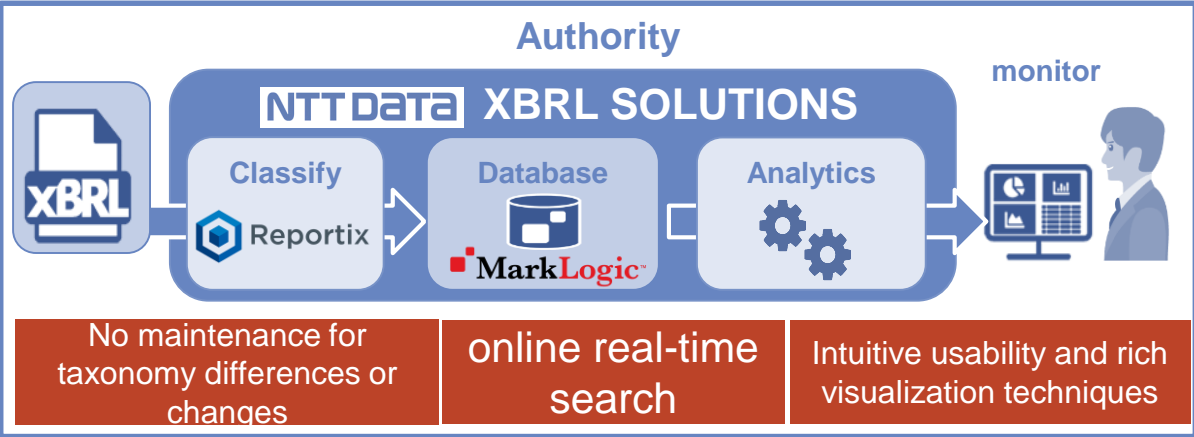 Authority
monitor
NTT DATA XBRL SOLUTIONS
xBRL
Classify
Reportix
Database
MarkLogic™
Analytics
No maintenance for
taxonomy differences or
changes
online real-time
search
Intuitive usability and rich
visualization techniques